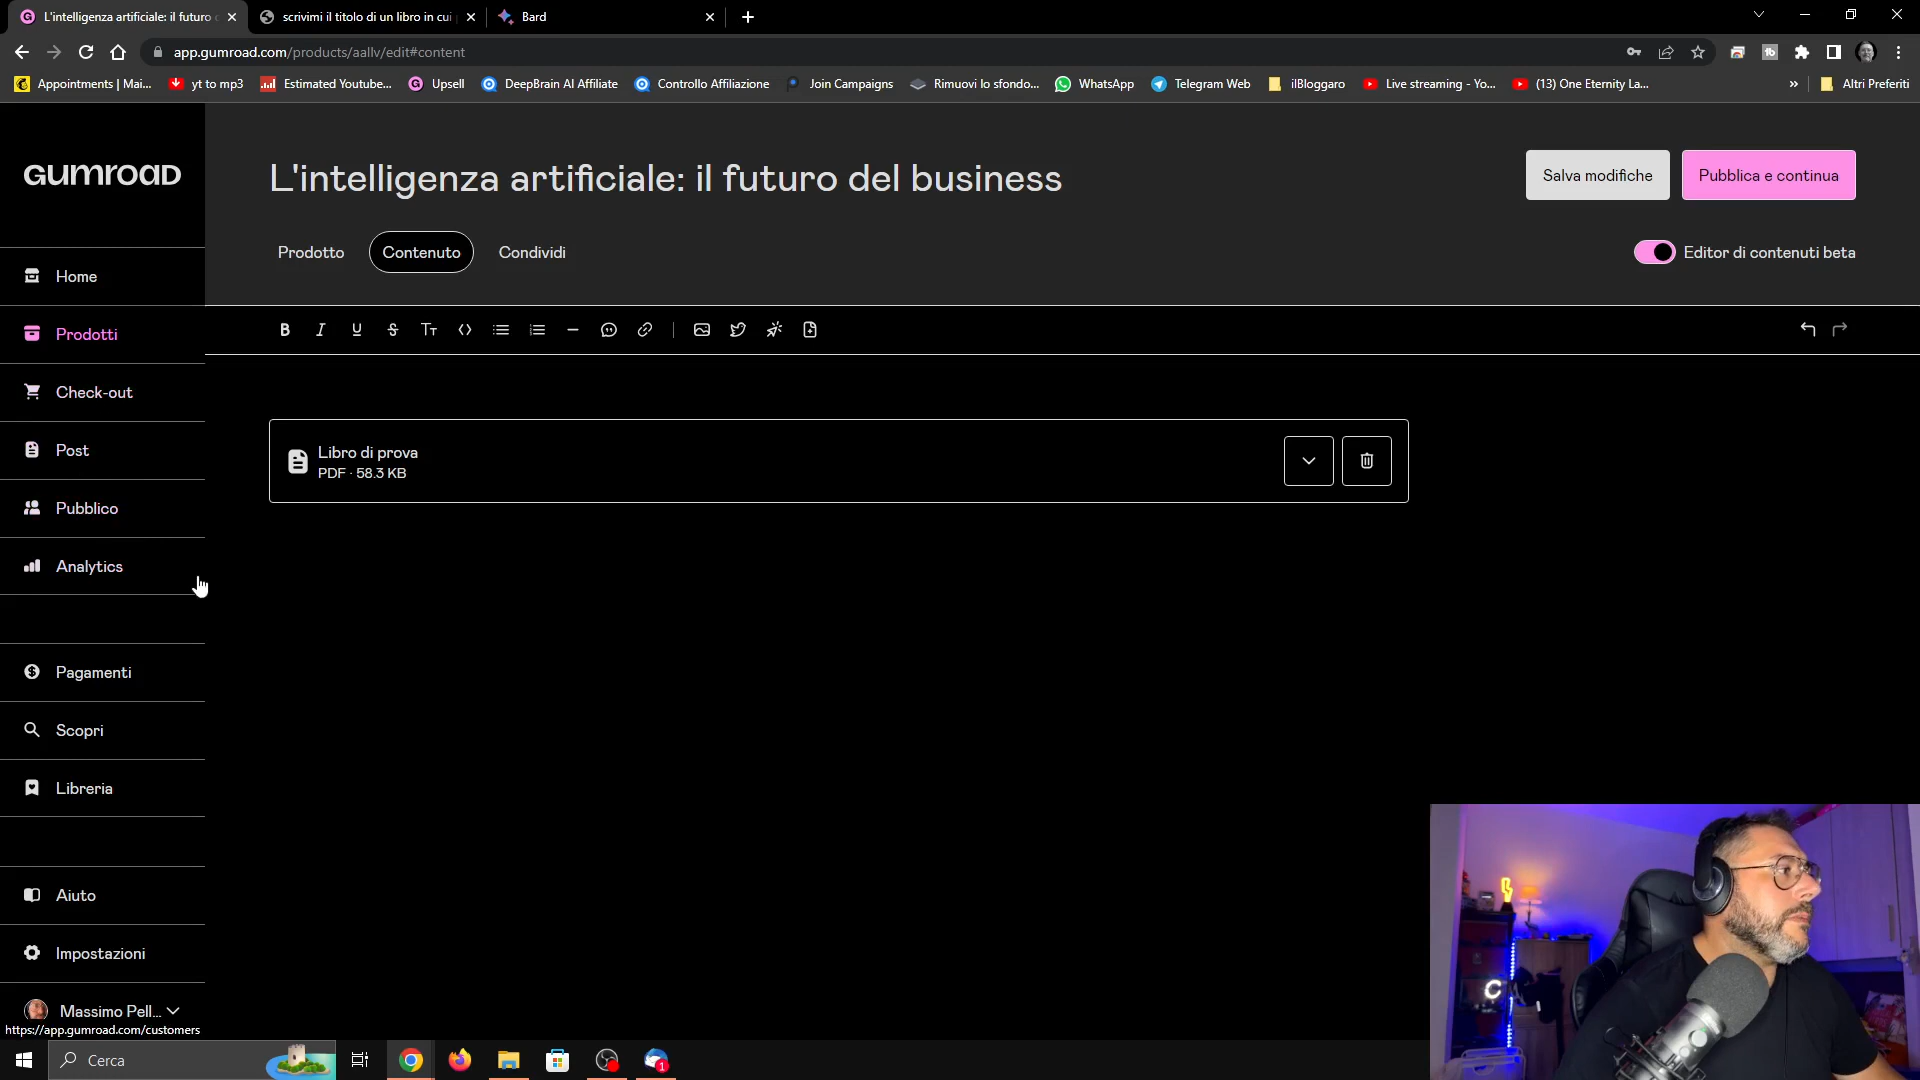 L'intelligenza artificiale: il futuro
scrivimi il titolo di un libro in cui
Bard
app.gumroad.com/products/aallv/edit#content
Appointments | Mai...
yt to mp3
Estimated Youtube...
Upsell
DeepBrain AI Affiliate
Controllo Affiliazione
Join Campaigns
Rimuovi lo sfondo...
WhatsApp
Telegram Web
ilBloggaro
Live streaming - Yo...
(13) One Eternity La...
»
Altri Preferiti
GUMROAD
L'intelligenza artificiale: il futuro del business
Salva modifiche
Pubblica e continua
Prodotto
Contenuto
Condividi
Editor di contenuti beta
Home
Prodotti
Check-out
Post
Pubblico
Analytics
Pagamenti
Scopri
Libreria
Aiuto
Impostazioni
Massimo Pell...
Libro di prova
PDF · 58.3 KB
https://app.gumroad.com/customers
Cerca
1